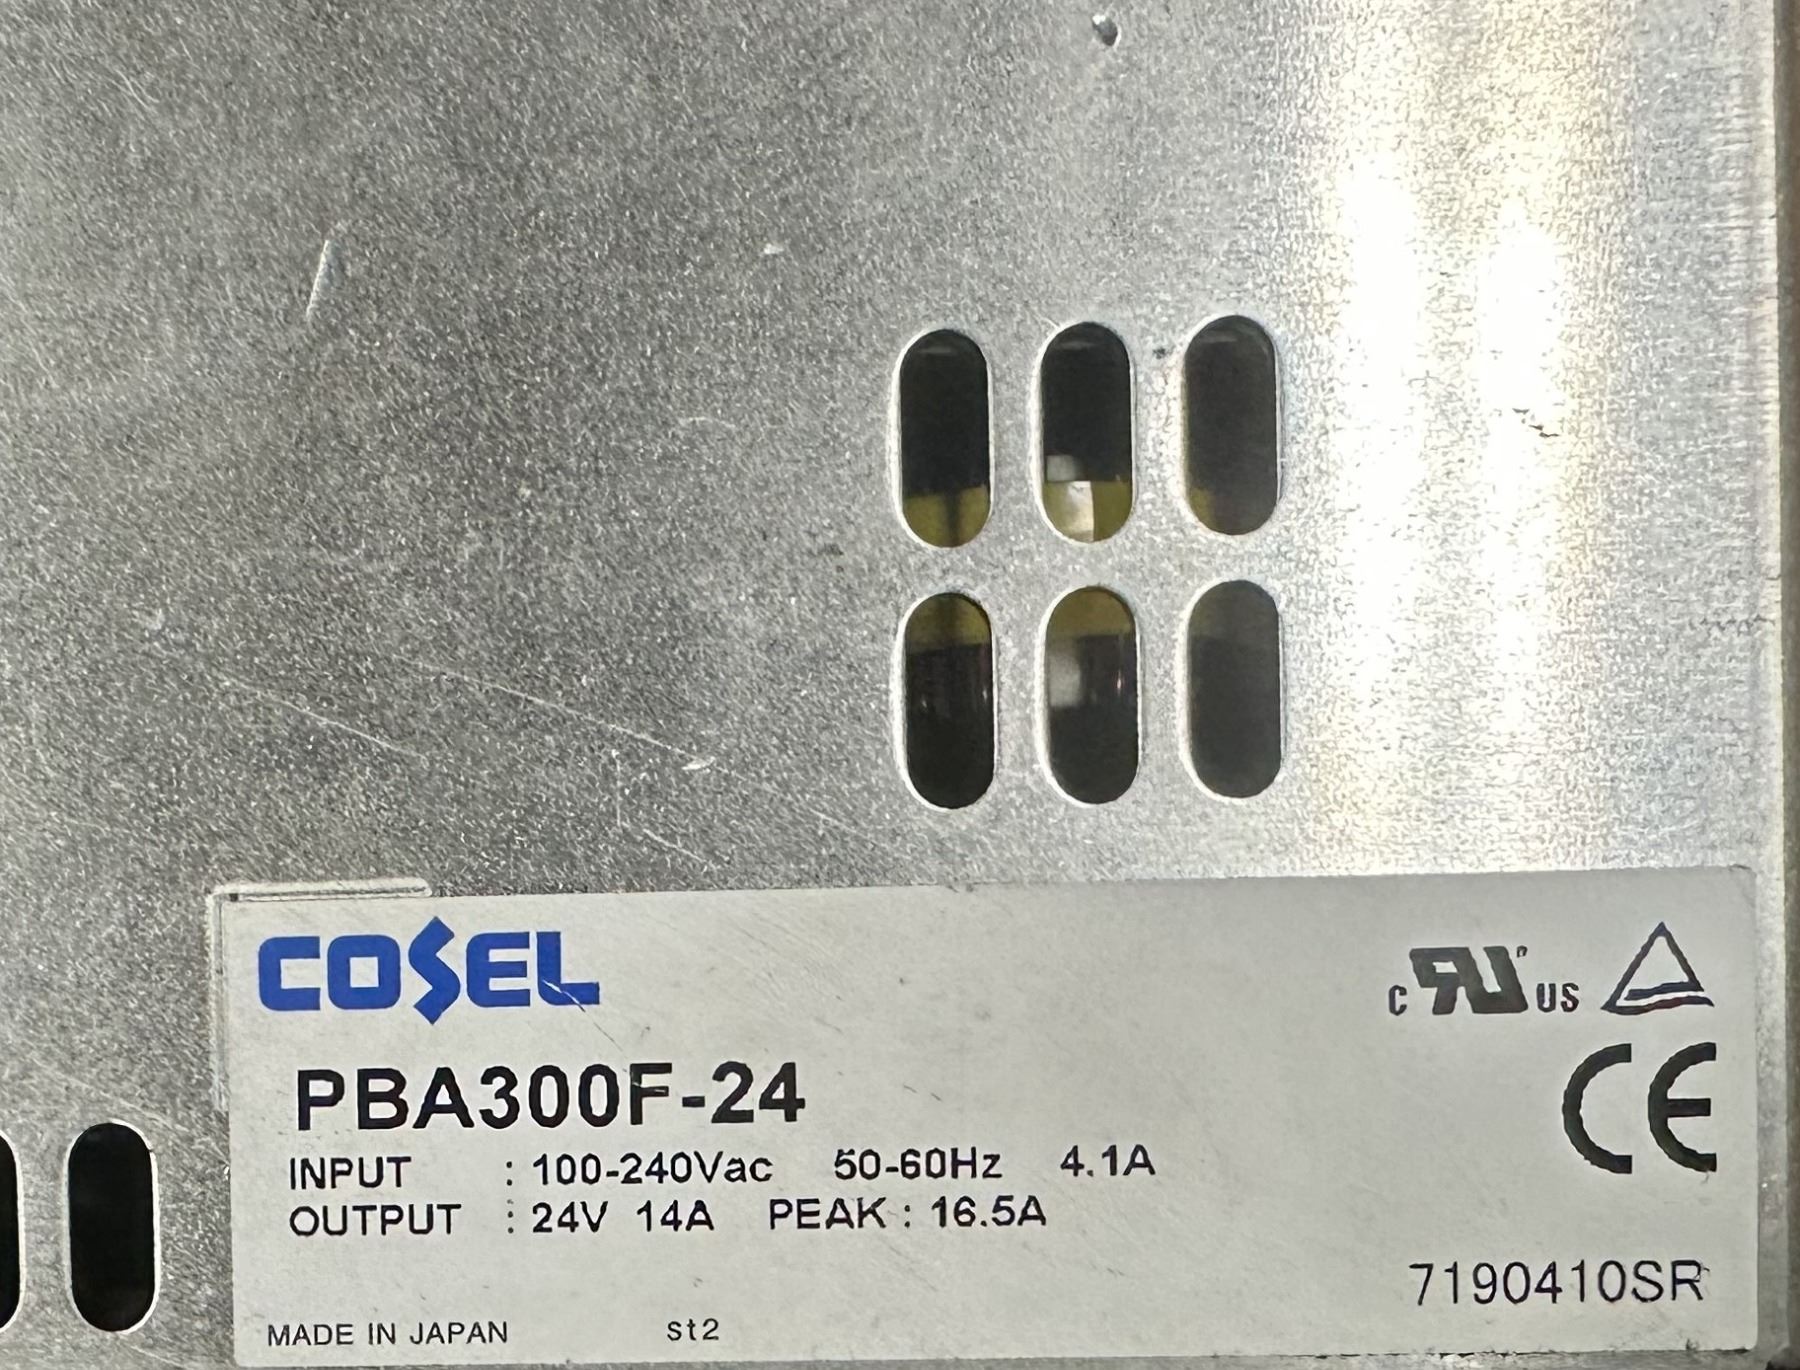 COSEL
c RU US
PBA300F-24
CE
INPUT : 100-240Vac 50-60Hz 4.1A
OUTPUT : 24V 14A PEAK : 16.5A
7190410SR
MADE IN JAPAN st2